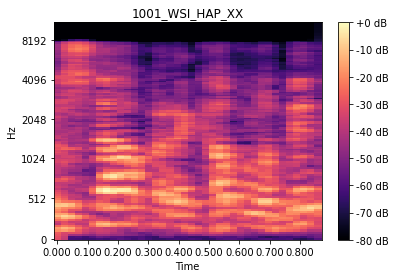 1001_WSI_HAP_XX
8192
4096
2048
1024
512
0
Hz
0.000 0.100 0.200 0.300 0.400 0.500 0.600 0.700 0.800
Time
+0 dB
-10 dB
-20 dB
-30 dB
-40 dB
-50 dB
-60 dB
-70 dB
-80 dB